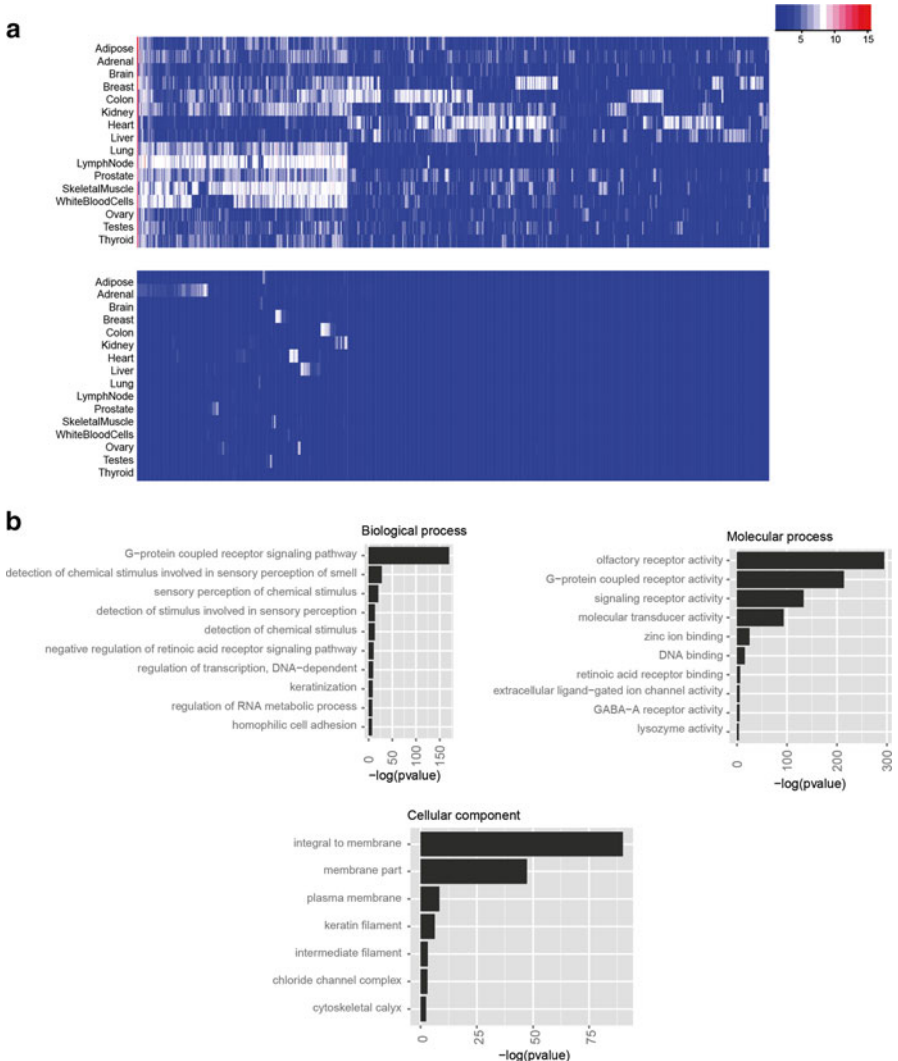 a
5 10 15
Adipose
Adrenal
Brain
Breast
Colon
Kidney
Heart
Liver
Lung
LymphNode
Prostate
SkeletalMuscle
WhiteBloodCells
Ovary
Testes
Thyroid
Adipose
Adrenal
Brain
Breast
Colon
Kidney
Heart
Liver
Lung
LymphNode
Prostate
SkeletalMuscle
WhiteBloodCells
Ovary
Testes
Thyroid
b
Biological process
G-protein coupled receptor signaling pathway
detection of chemical stimulus involved in sensory perception of smell
sensory perception of chemical stimulus
detection of stimulus involved in sensory perception
detection of chemical stimulus
negative regulation of retinoic acid receptor signaling pathway
regulation of transcription, DNA-dependent
keratinization
regulation of RNA metabolic process
homophilic cell adhesion
0 50 100 150
-log(pvalue)
Molecular process
olfactory receptor activity
G-protein coupled receptor activity
signaling receptor activity
molecular transducer activity
zinc ion binding
DNA binding
retinoic acid receptor binding
extracellular ligand-gated ion channel activity
GABA-A receptor activity
lysozyme activity
0 100 200 300
-log(pvalue)
Cellular component
integral to membrane
membrane part
plasma membrane
keratin filament
intermediate filament
chloride channel complex
cytoskeletal calyx
0 25 50 75
-log(pvalue)